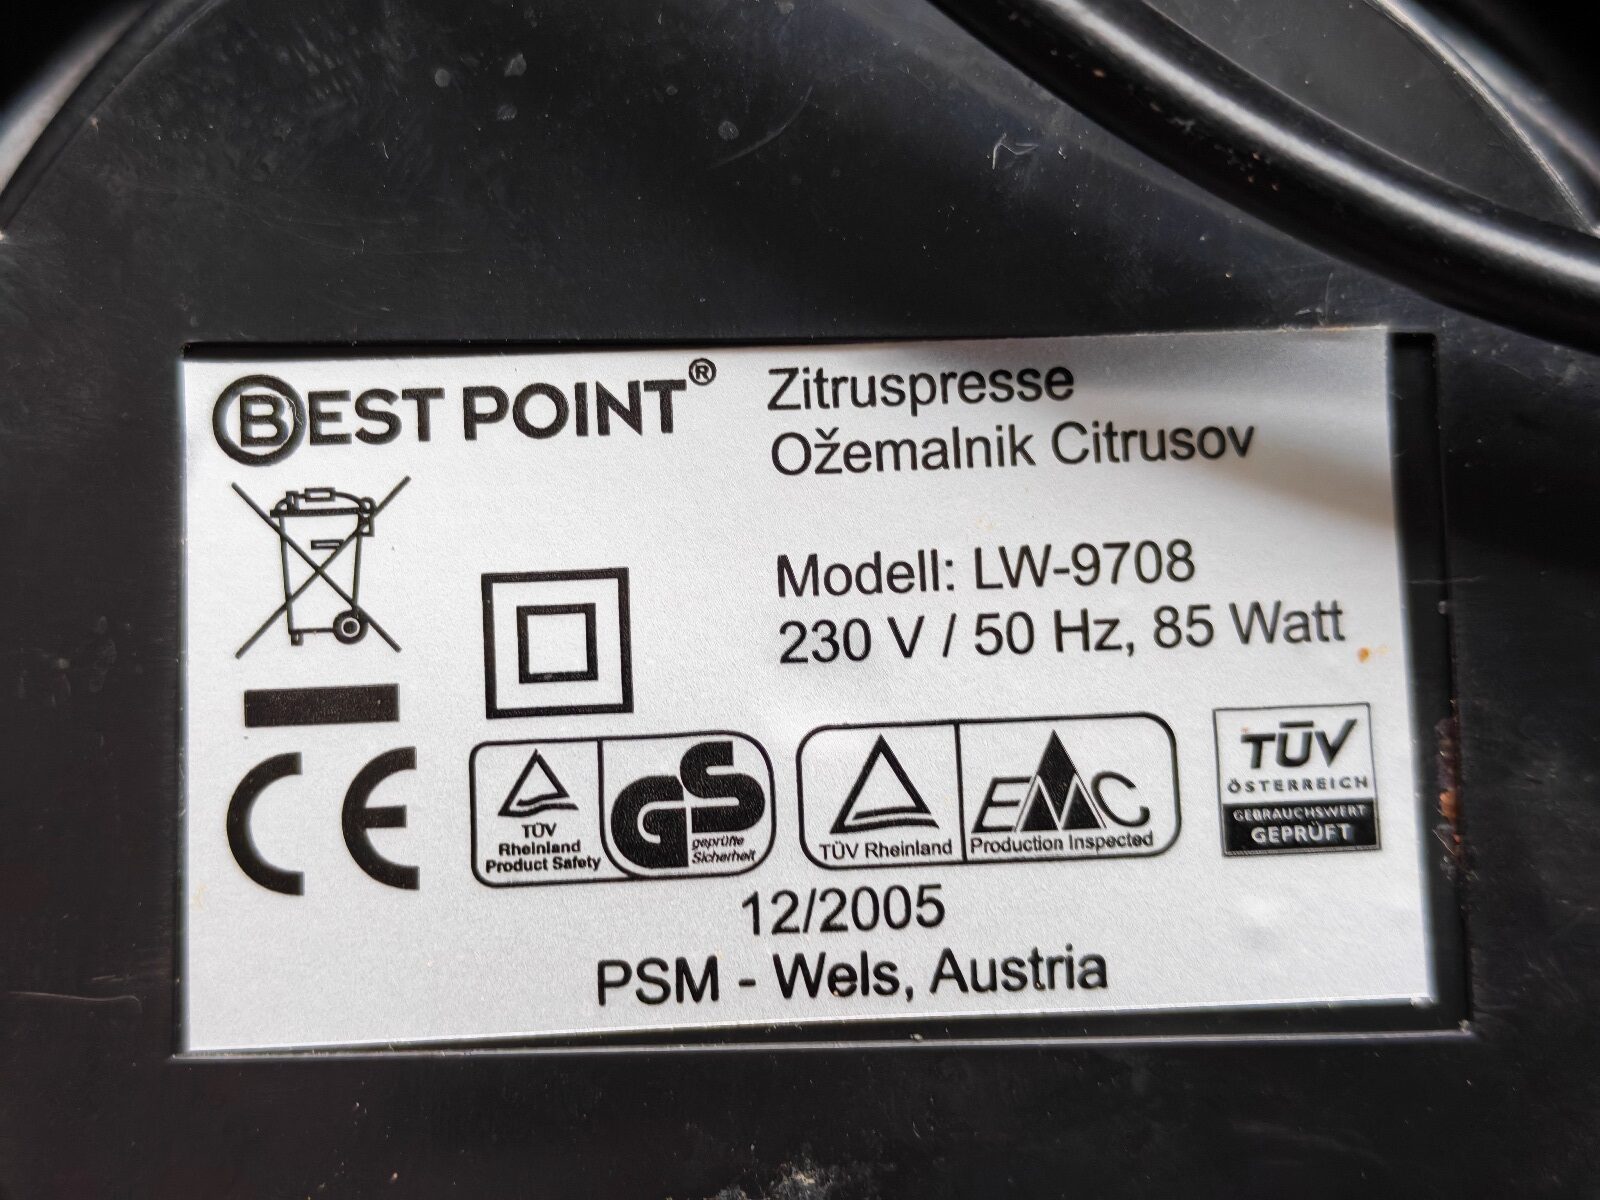 BEST POINT®
Zitruspresse
Ožemalnik Citrusov
Modell: LW-9708
230 V / 50 Hz, 85 Watt
CE
TÜV
Rheinland
Product Safety
GS
geprüfte
Sicherheit
TÜV Rheinland
EMC
Production Inspected
TÜV
ÖSTERREICH
GEBRAUCHSWERT
GEPRÜFT
12/2005
PSM - Wels, Austria